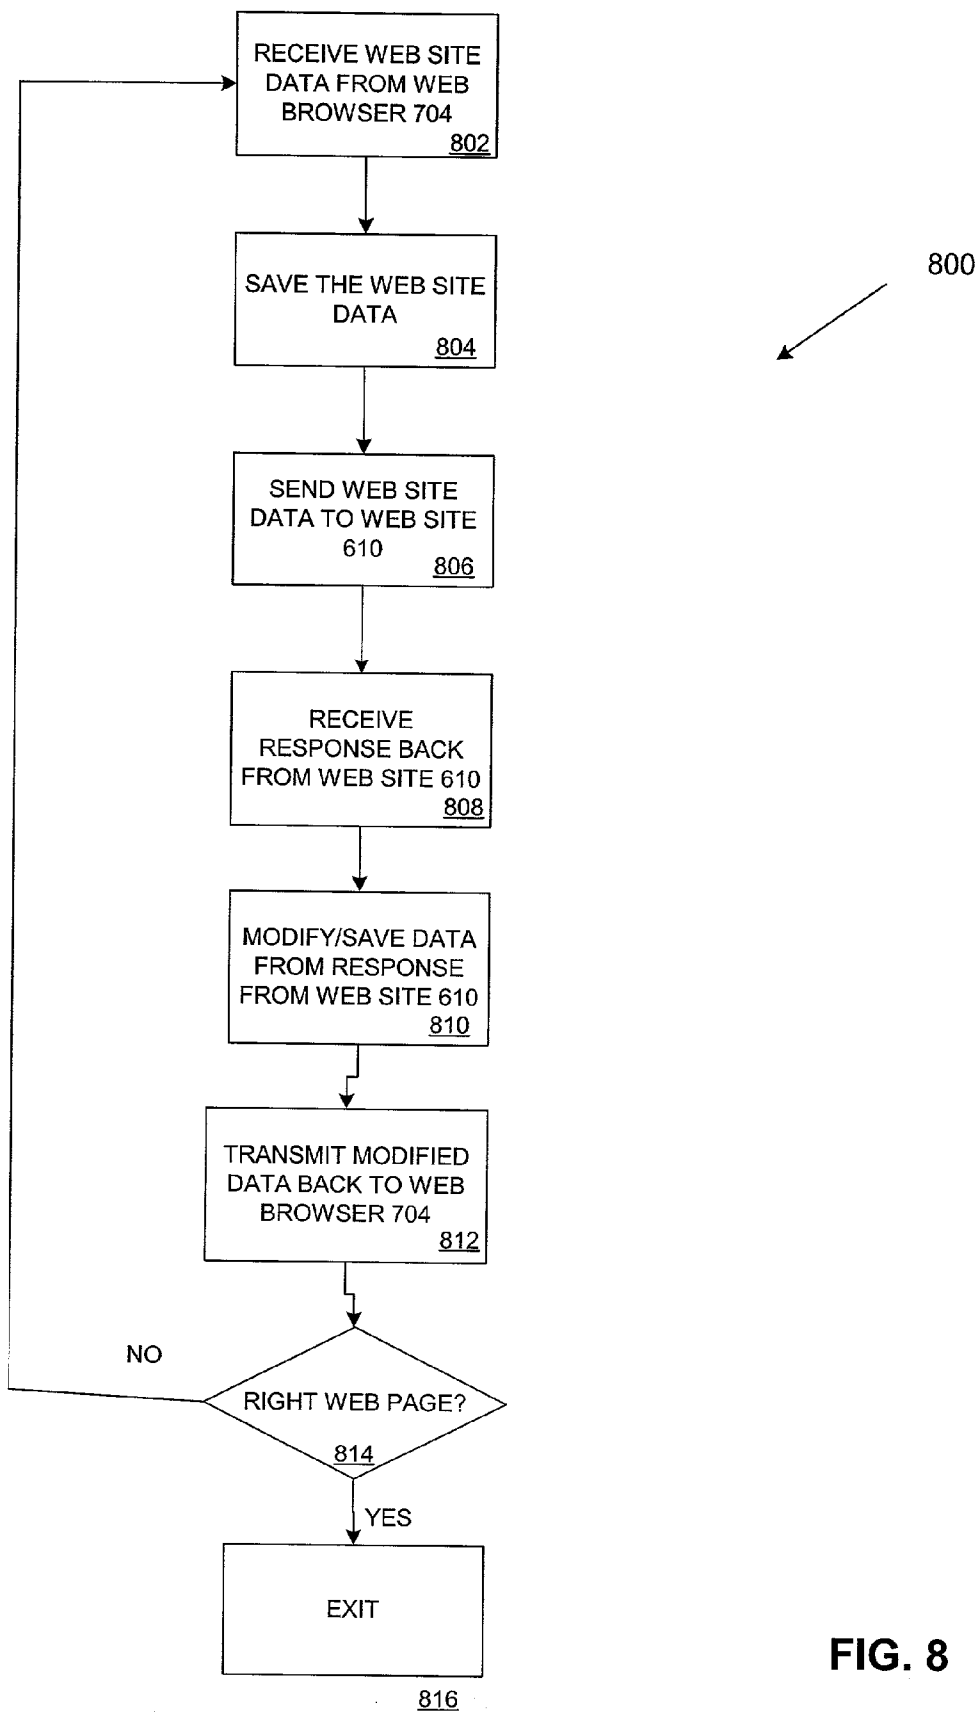 RECEIVE WEB SITE
DATA FROM WEB
BROWSER 704
802
800
SAVE THE WEB SITE
DATA
804
SEND WEB SITE
DATA TO WEB SITE
610
806
RECEIVE
RESPONSE BACK
FROM WEB SITE 610
808
MODIFY/SAVE DATA
FROM RESPONSE
FROM WEB SITE 610
810
TRANSMIT MODIFIED
DATA BACK TO WEB
BROWSER 704
812
NO
RIGHT WEB PAGE?
814
YES
EXIT
816
FIG. 8